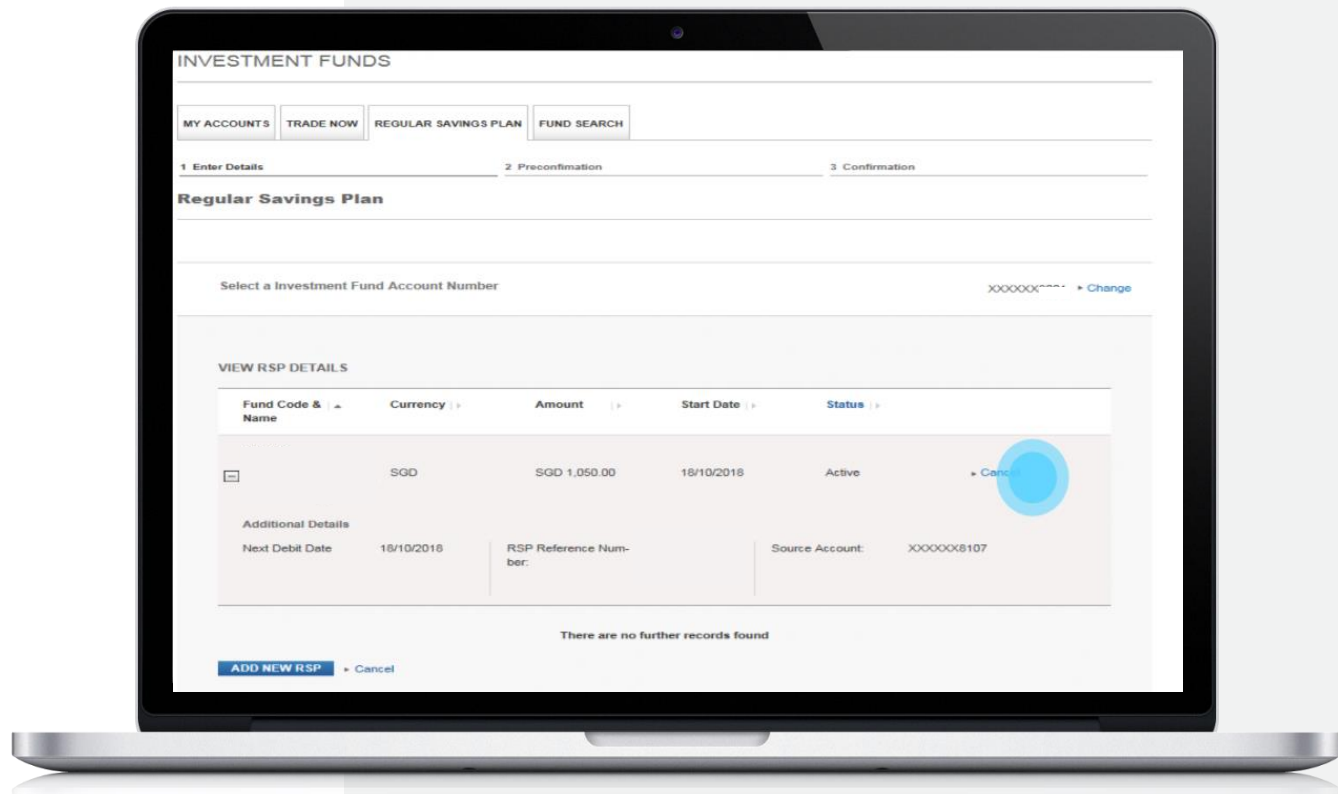 INVESTMENT FUNDS
MY ACCOUNTS TRADE NOW REGULAR SAVINGS PLAN FUND SEARCH
1 Enter Details 2 Preconfimation 3 Confirmation
Regular Savings Plan
Select a Investment Fund Account Number Change
VIEW RSP DETAILS
Fund Code & Currency Amount Start Date Status
Name
SGD SGD 1,050.00 18/10/2018 Active Cancel
Additional Details
Next Debit Date 18/10/2018 RSP Reference Num- Source Account: XXXXXX8107
ber:
There are no further records found
ADD NEW RSP Cancel